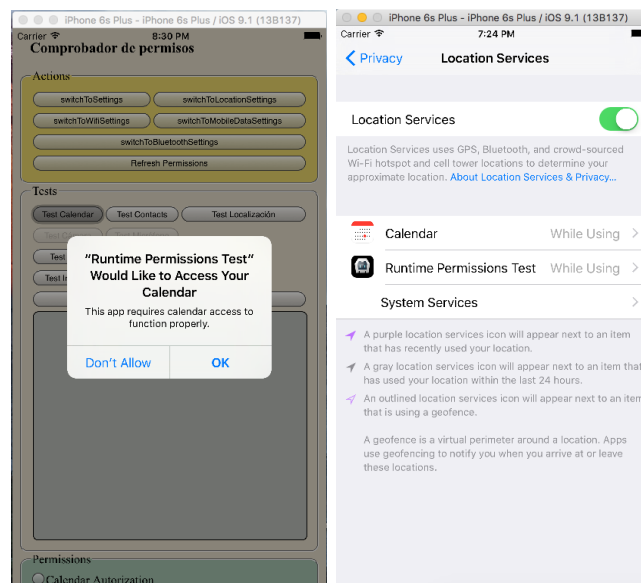 iPhone 6s Plus - iPhone 6s Plus / iOS 9.1 (13B137)
Carrier 8:30 PM
Comprobador de permisos
Actions
switchToSettings switchToLocationSettings
switchToWifiSettings switchToMobileDataSettings
switchToBluetoothSettings
Refresh Permissions
Tests
Test Calendar Test Contacts Test Localización
Test
Test
"Runtime Permissions Test"
Would Like to Access Your
Calendar
This app requires calendar access to
function properly.
Don't Allow OK
Permissions
Calendar Autorization
iPhone 6s Plus - iPhone 6s Plus / iOS 9.1 (13B137)
Carrier 7:24 PM
Privacy Location Services
Location Services
Location Services uses GPS, Bluetooth, and crowd-sourced
Wi-Fi hotspot and cell tower locations to determine your
approximate location. About Location Services & Privacy...
Calendar While Using
Runtime Permissions Test While Using
System Services
A purple location services icon will appear next to an item
that has recently used your location.
A gray location services icon will appear next to an item that
has used your location within the last 24 hours.
An outlined location services icon will appear next to an item
that is using a geofence.
A geofence is a virtual perimeter around a location. Apps
use geofencing to notify you when you arrive at or leave
these locations.